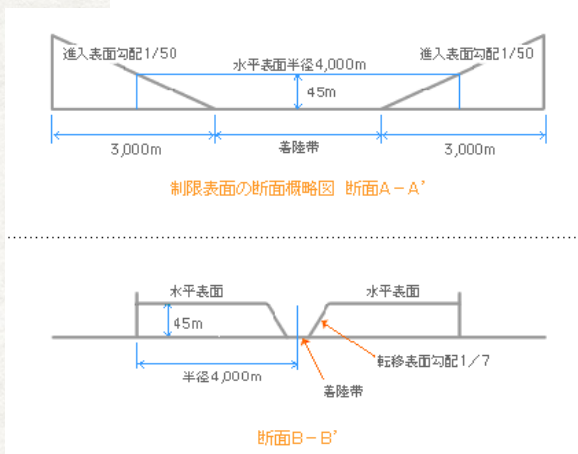 進入表面勾配1/50
水平表面半径4,000m
進入表面勾配1/50
45m
3,000m
着陸帯
3,000m
制限表面の断面概略図 断面A-A'
水平表面
水平表面
45m
転移表面勾配1/7
半径4,000m
着陸帯
断面B-B'